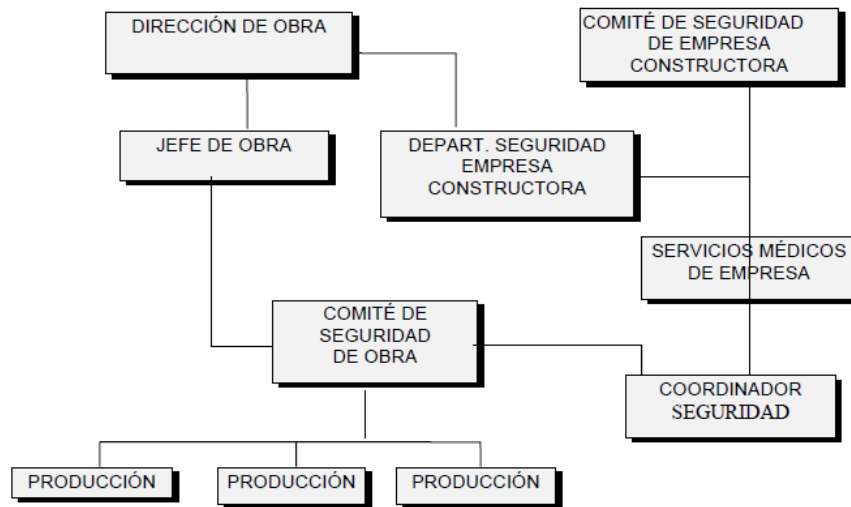 DIRECCIÓN DE OBRA
COMITÉ DE SEGURIDAD
DE EMPRESA
CONSTRUCTORA
JEFE DE OBRA
DEPART. SEGURIDAD
EMPRESA
CONSTRUCTORA
SERVICIOS MÉDICOS
DE EMPRESA
COMITÉ DE
SEGURIDAD
DE OBRA
COORDINADOR
SEGURIDAD
PRODUCCIÓN
PRODUCCIÓN
PRODUCCIÓN